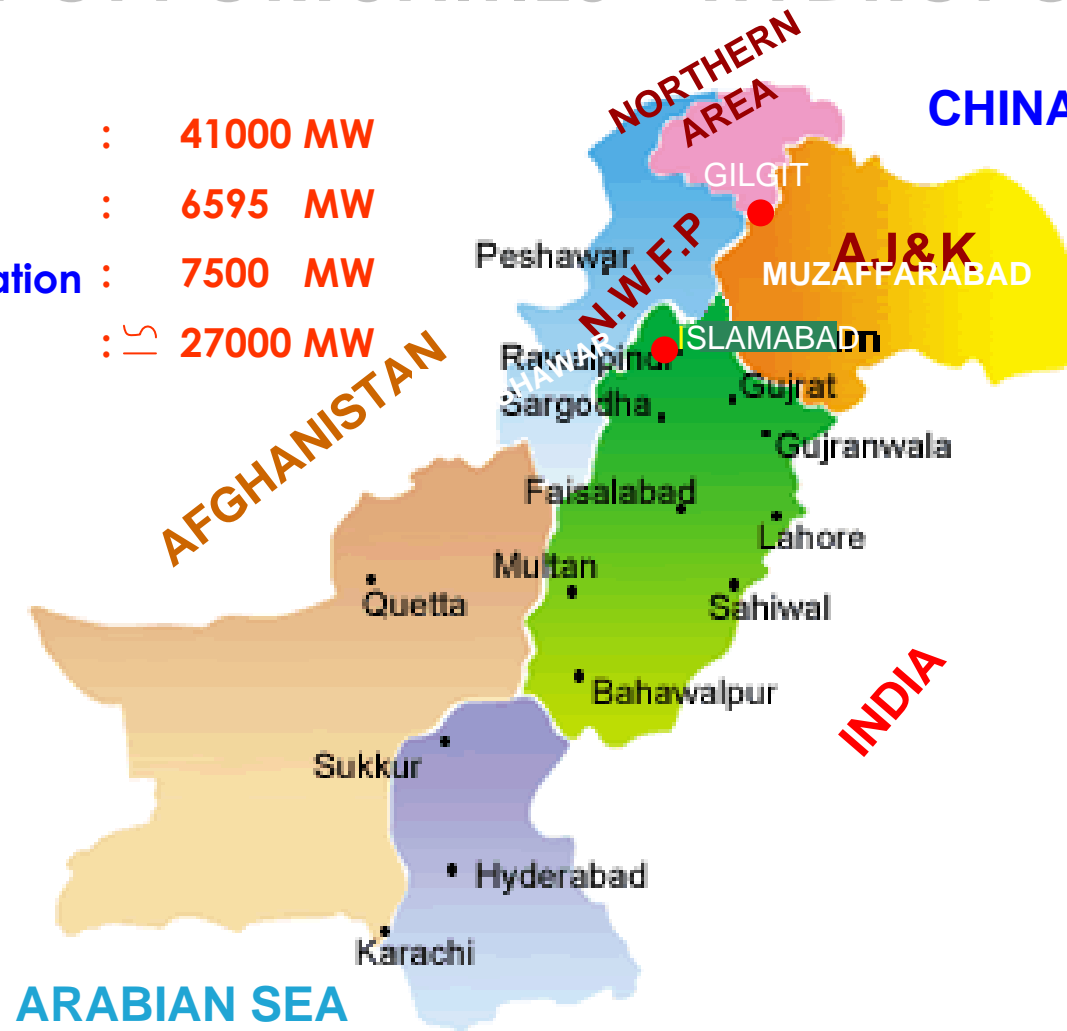 NORTHERN
AREA
CHINA
: 41000 MW
: 6595 MW
: 7500 MW
: 27000 MW
GILGIT
A.J&K
MUZAFFARABAD
Peshawar
N.W.F.P
ISLAMABAD
Rawalpindi
Sargodha
Gujrat
Gujranwala
AFGHANISTAN
Faisalabad
Lahore
Multan
Quetta
Sahiwal
Bahawalpur
INDIA
Sukkur
Hyderabad
Karachi
ARABIAN SEA